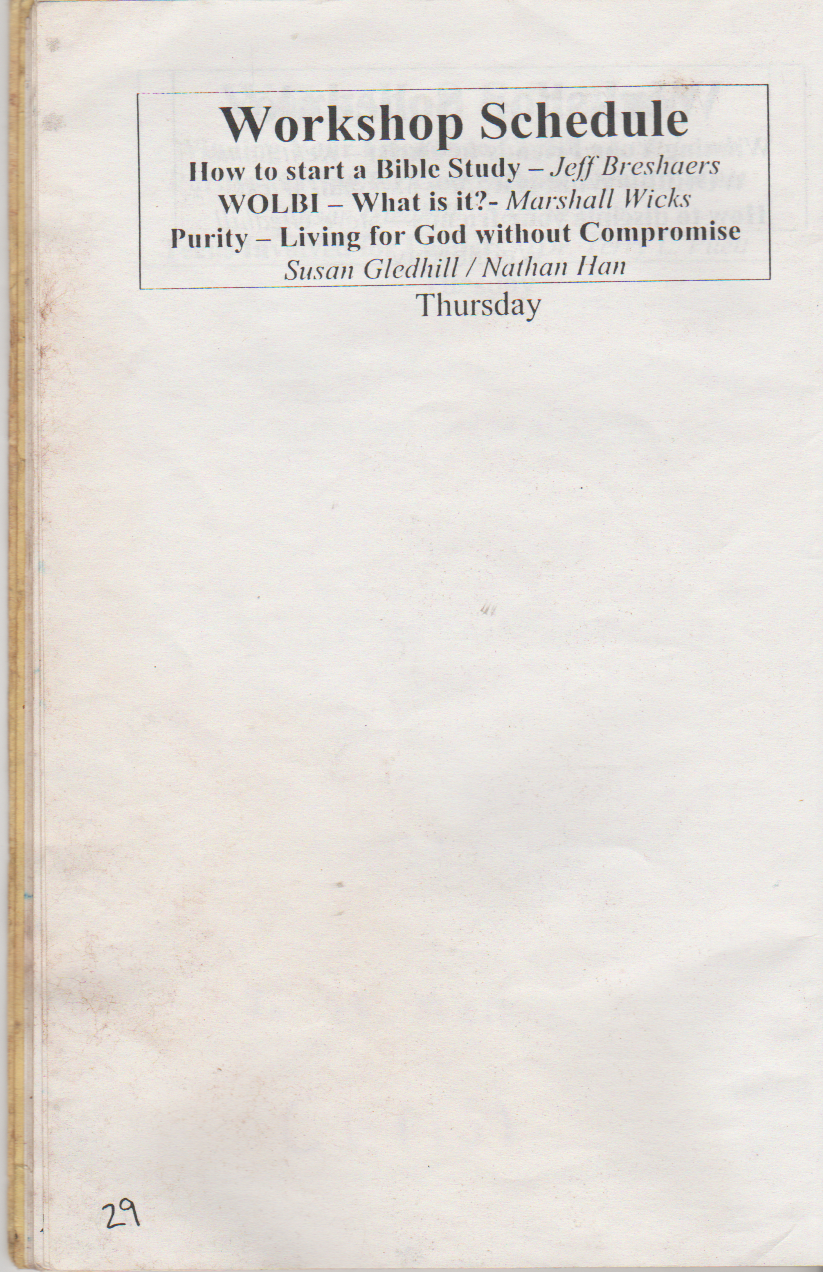 Workshop Schedule
How to start a Bible Study – Jeff Breshaers
WOLBI – What is it?- Marshall Wicks
Purity – Living for God without Compromise
Susan Gledhill / Nathan Han
Thursday
29